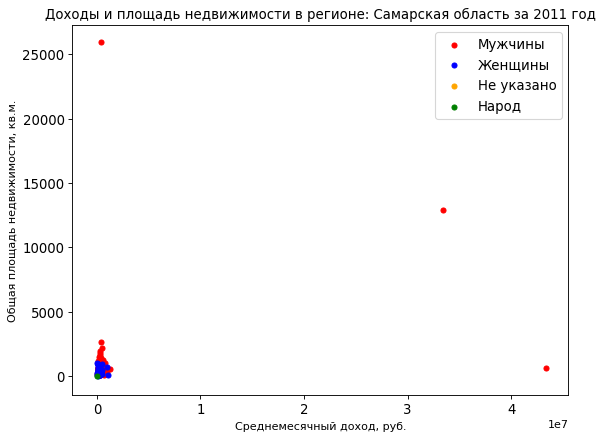 Доходы и площадь недвижимости в регионе: Самарская область за 2011 год
Мужчины
Женщины
Не указано
Народ
Общая площадь недвижимости, кв.м.
25000
20000
15000
10000
5000
0
0 1 2 3 4
1e7
Среднемесячный доход, руб.